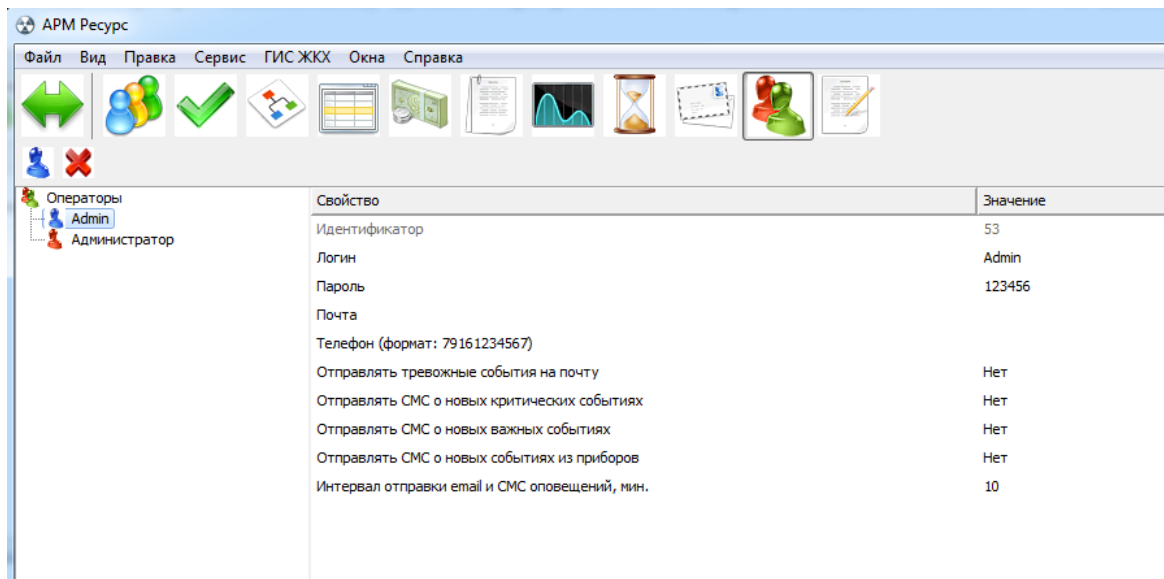 АРМ Ресурс
Файл Вид Правка Сервис ГИС ЖКХ Окна Справка
Операторы
Admin
Администратор
Свойство Значение
Идентификатор 53
Логин Admin
Пароль 123456
Почта
Телефон (формат: 79161234567)
Отправлять тревожные события на почту Нет
Отправлять СМС о новых критических событиях Нет
Отправлять СМС о новых важных событиях Нет
Отправлять СМС о новых событиях из приборов Нет
Интервал отправки email и СМС оповещений, мин. 10